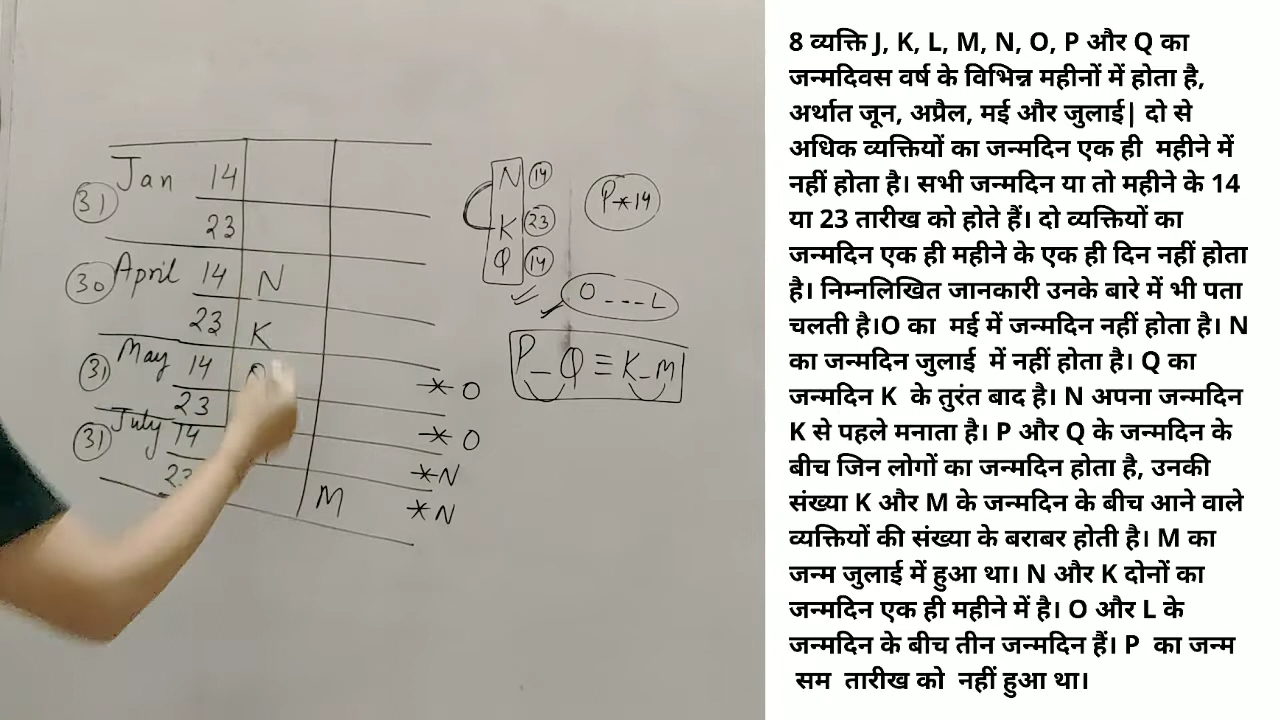 Jan 14
31
23
April 14 N
30
23 K
May 14
31
* O
23
July 14
* O
31
* N
23
M * N
N 14
K 23
Q 14
P * 14
O _ _ _ L
P _ Q ≡ K _ M
8 व्यक्ति J, K, L, M, N, O, P और Q का
जन्मदिवस वर्ष के विभिन्न महीनों में होता है,
अर्थात जून, अप्रैल, मई और जुलाई| दो से
अधिक व्यक्तियों का जन्मदिन एक ही महीने में
नहीं होता है। सभी जन्मदिन या तो महीने के 14
या 23 तारीख को होते हैं। दो व्यक्तियों का
जन्मदिन एक ही महीने के एक ही दिन नहीं होता
है। निम्नलिखित जानकारी उनके बारे में भी पता
चलती है।O का मई में जन्मदिन नहीं होता है। N
का जन्मदिन जुलाई में नहीं होता है। Q का
जन्मदिन K के तुरंत बाद है। N अपना जन्मदिन
K से पहले मनाता है। P और Q के जन्मदिन के
बीच जिन लोगों का जन्मदिन होता है, उनकी
संख्या K और M के जन्मदिन के बीच आने वाले
व्यक्तियों की संख्या के बराबर होती है। M का
जन्म जुलाई में हुआ था। N और K दोनों का
जन्मदिन एक ही महीने में है। O और L के
जन्मदिन के बीच तीन जन्मदिन हैं। P का जन्म
सम तारीख को नहीं हुआ था।